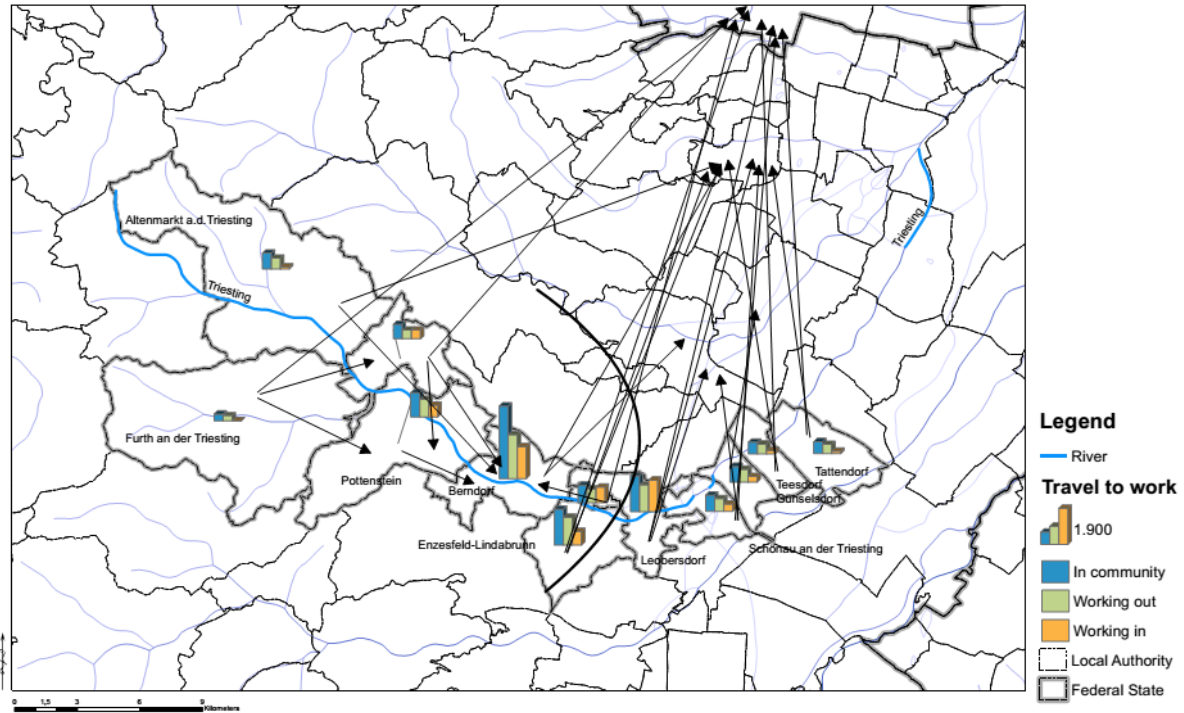 Altenmarkt a.d.Triesting
Triesting
Triesting
Furth an der Triesting
Pottenstein
Berndorf
Tattendorf
Teesdorf
Günselsdorf
Enzesfeld-Lindabrunn
Leobersdorf
Schönau an der Triesting
0 1,5 3 6 9
Kilometers
Legend
River
Travel to work
1.900
In community
Working out
Working in
Local Authority
Federal State